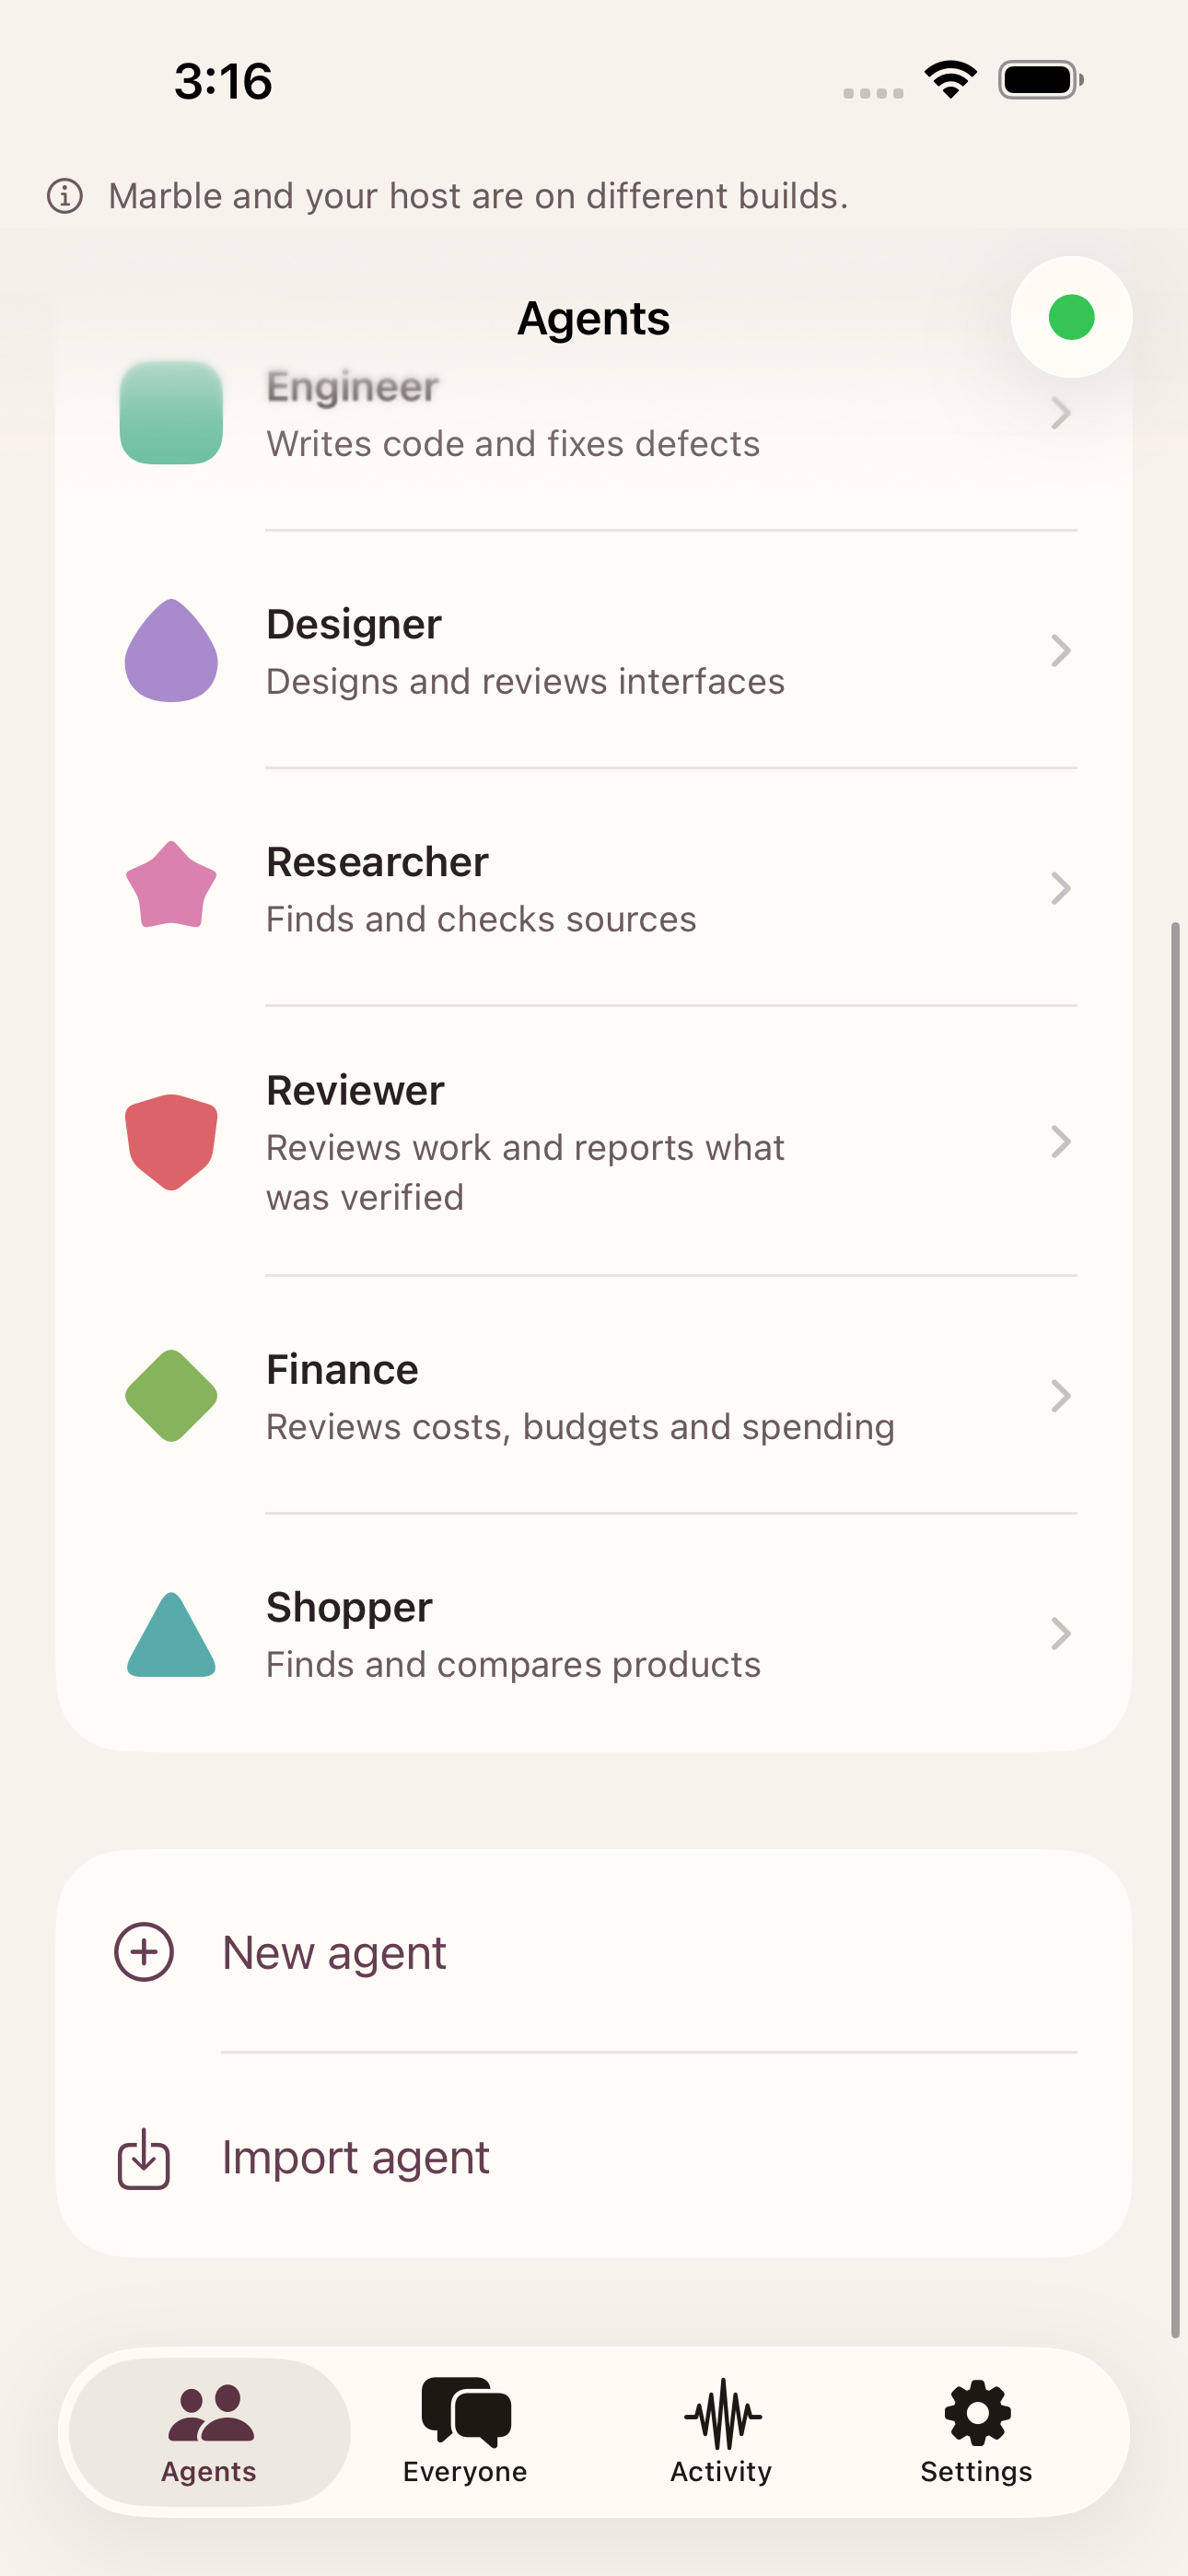 3:16
Marble and your host are on different builds.
Agents
Engineer
Writes code and fixes defects
Designer
Designs and reviews interfaces
Researcher
Finds and checks sources
Reviewer
Reviews work and reports what
was verified
Finance
Reviews costs, budgets and spending
Shopper
Finds and compares products
New agent
Import agent
Agents
Everyone
Activity
Settings